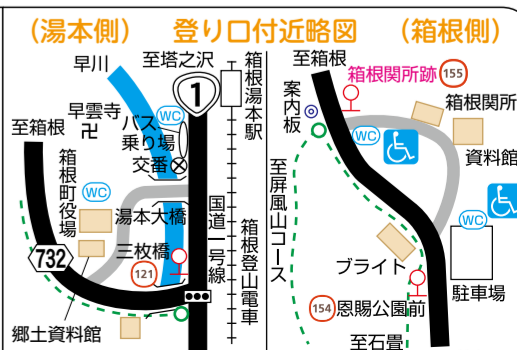 (湯本側) 登り口付近略図 (箱根側)
早川
至塔之沢
箱根湯本駅
1
早雲寺
卍
WC
バス
乗り場
交番
至箱根
箱根町役場
WC
湯本大橋
国道一号線
箱根登山電車
三枚橋
121
732
郷土資料館
至箱根
箱根関所跡 155
案内板
箱根関所
WC
資料館
至屏風山コース
WC
ブライト
駐車場
154 恩賜公園前
至石畳